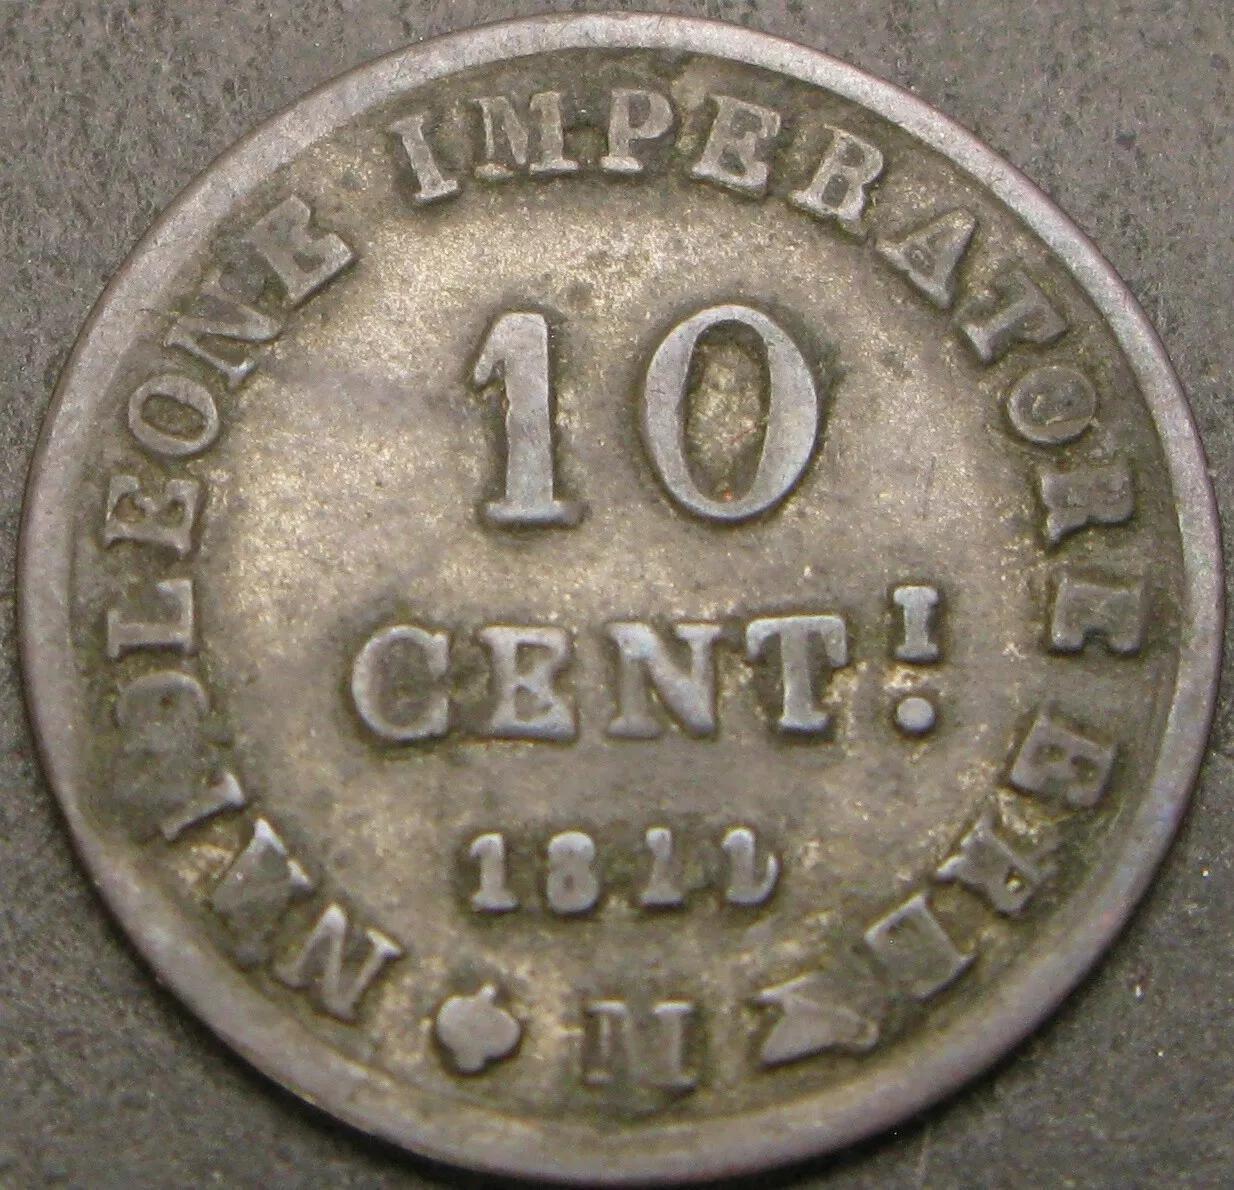 NAPOLEONE IMPERATORE E RE
10
CENT.I
1811
M